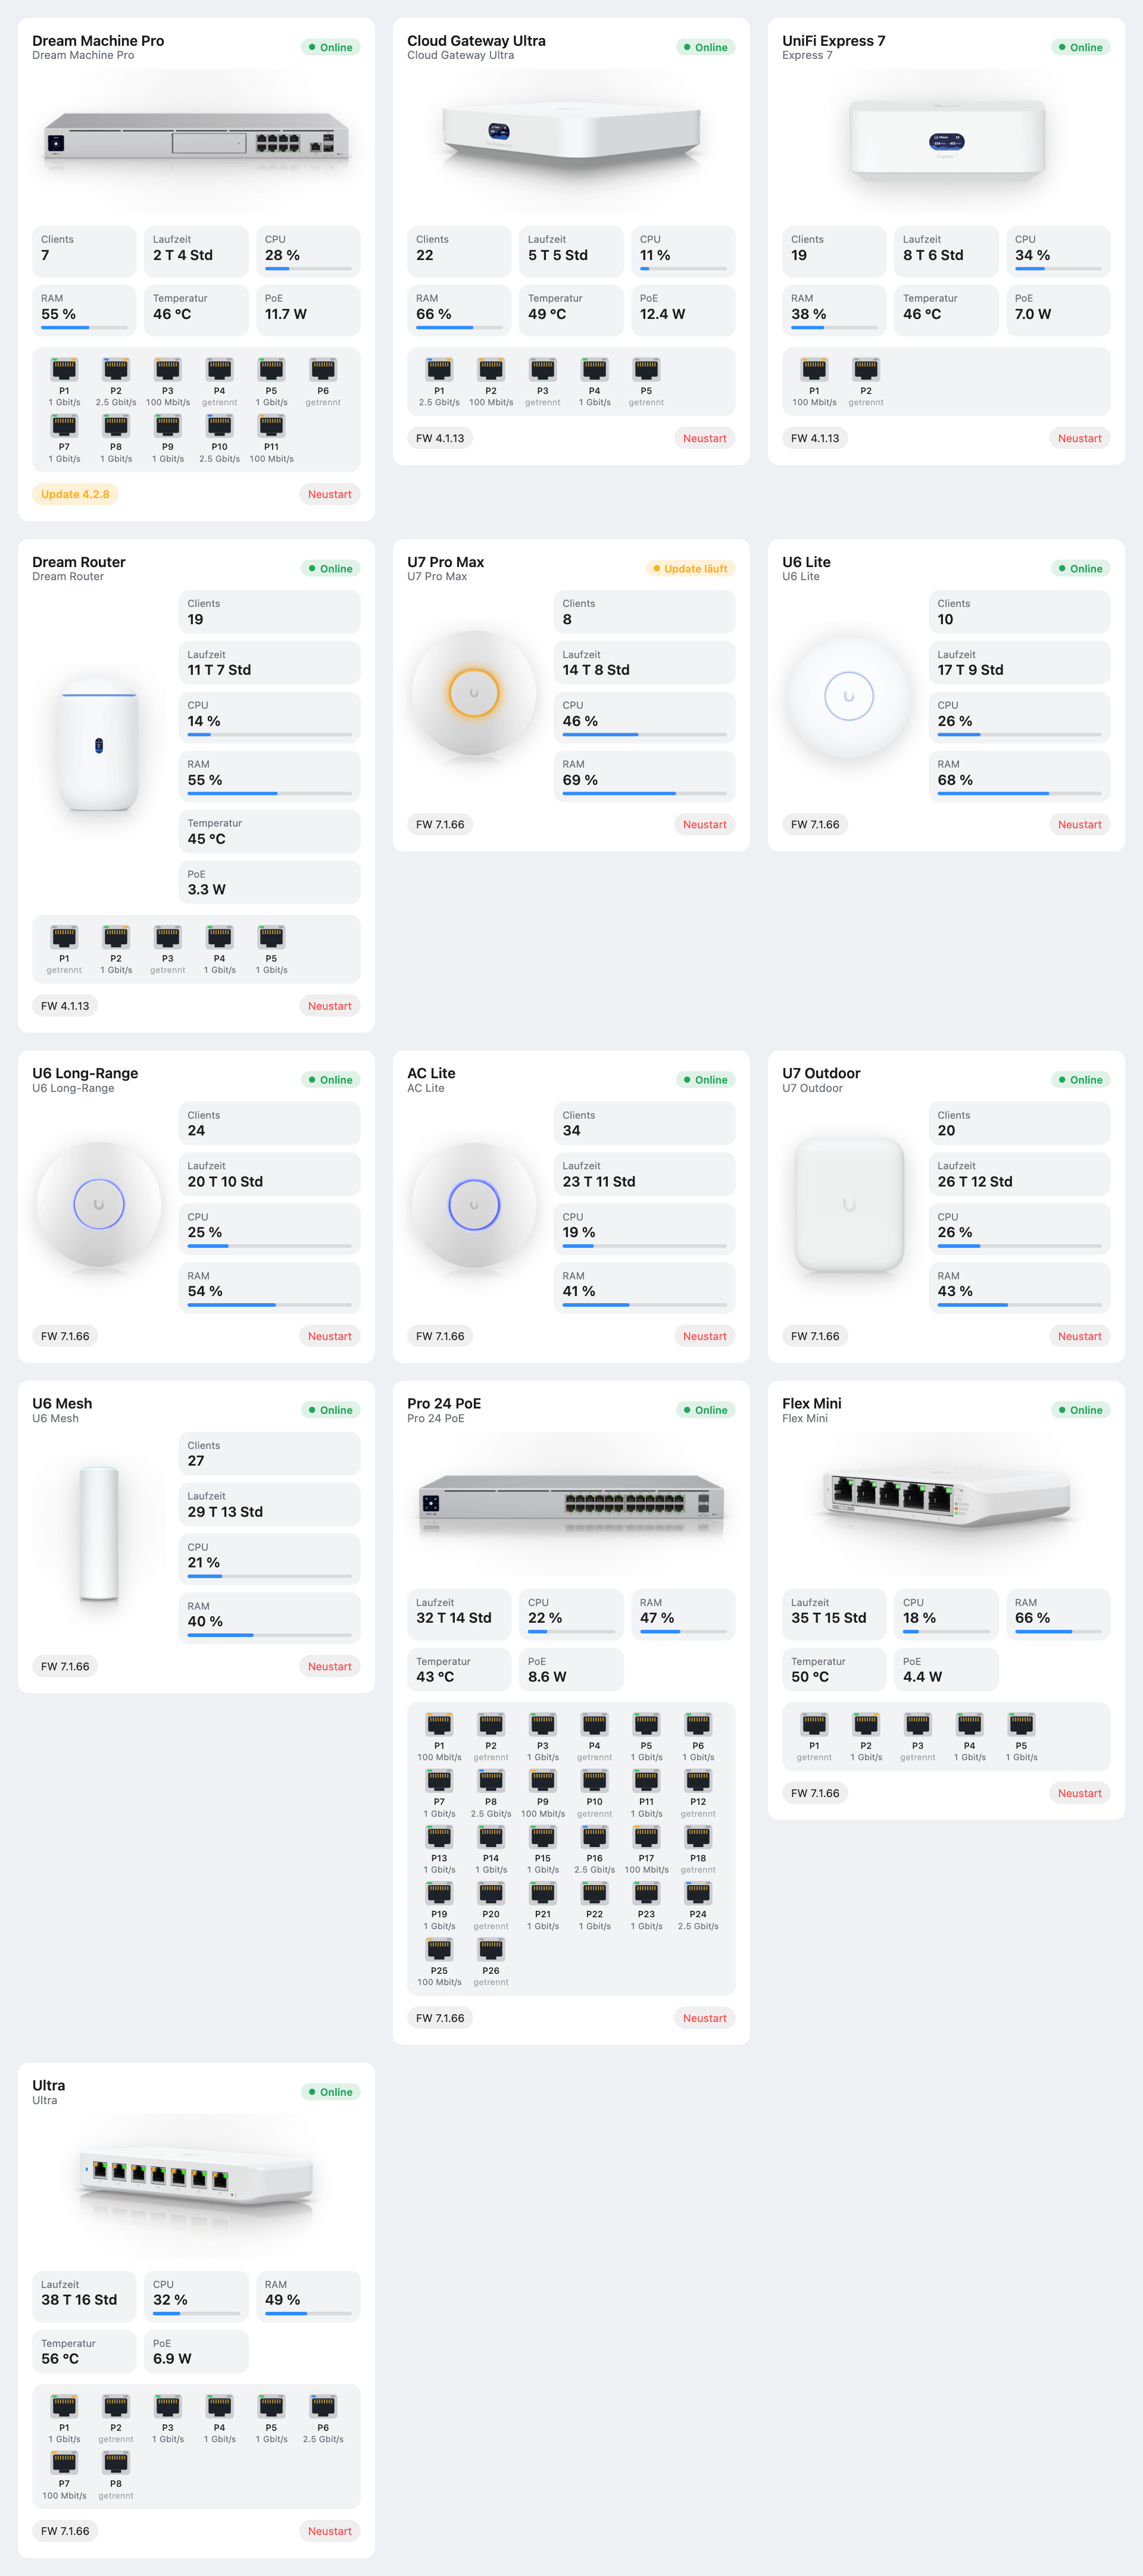 Dream Machine Pro
Dream Machine Pro
Online
Clients
7
Laufzeit
2 T 4 Std
CPU
28 %
RAM
55 %
Temperatur
46 °C
PoE
11.7 W
P1 P2 P3 P4 P5 P6
1 Gbit/s 2.5 Gbit/s 100 Mbit/s getrennt 1 Gbit/s getrennt
P7 P8 P9 P10 P11
1 Gbit/s 1 Gbit/s 1 Gbit/s 2.5 Gbit/s 100 Mbit/s
Update 4.2.8
Neustart
Cloud Gateway Ultra
Cloud Gateway Ultra
Online
Clients
22
Laufzeit
5 T 5 Std
CPU
11 %
RAM
66 %
Temperatur
49 °C
PoE
12.4 W
P1 P2 P3 P4 P5
2.5 Gbit/s 100 Mbit/s getrennt 1 Gbit/s getrennt
FW 4.1.13
Neustart
UniFi Express 7
Express 7
Online
Express 7
Clients
19
Laufzeit
8 T 6 Std
CPU
34 %
RAM
38 %
Temperatur
46 °C
PoE
7.0 W
P1 P2
100 Mbit/s getrennt
FW 4.1.13
Neustart
Dream Router
Dream Router
Online
Clients
19
Laufzeit
11 T 7 Std
CPU
14 %
RAM
55 %
Temperatur
45 °C
PoE
3.3 W
P1 P2 P3 P4 P5
getrennt 1 Gbit/s getrennt 1 Gbit/s 1 Gbit/s
FW 4.1.13
Neustart
U7 Pro Max
U7 Pro Max
Update läuft
Clients
8
Laufzeit
14 T 8 Std
CPU
46 %
RAM
69 %
FW 7.1.66
Neustart
U6 Lite
U6 Lite
Online
Clients
10
Laufzeit
17 T 9 Std
CPU
26 %
RAM
68 %
FW 7.1.66
Neustart
U6 Long-Range
U6 Long-Range
Online
Clients
24
Laufzeit
20 T 10 Std
CPU
25 %
RAM
54 %
FW 7.1.66
Neustart
AC Lite
AC Lite
Online
Clients
34
Laufzeit
23 T 11 Std
CPU
19 %
RAM
41 %
FW 7.1.66
Neustart
U7 Outdoor
U7 Outdoor
Online
Clients
20
Laufzeit
26 T 12 Std
CPU
26 %
RAM
43 %
FW 7.1.66
Neustart
U6 Mesh
U6 Mesh
Online
Clients
27
Laufzeit
29 T 13 Std
CPU
21 %
RAM
40 %
FW 7.1.66
Neustart
Pro 24 PoE
Pro 24 PoE
Online
Laufzeit
32 T 14 Std
CPU
22 %
RAM
47 %
Temperatur
43 °C
PoE
8.6 W
P1 P2 P3 P4 P5 P6
100 Mbit/s getrennt 1 Gbit/s getrennt 1 Gbit/s 1 Gbit/s
P7 P8 P9 P10 P11 P12
1 Gbit/s 2.5 Gbit/s 100 Mbit/s getrennt 1 Gbit/s getrennt
P13 P14 P15 P16 P17 P18
1 Gbit/s 1 Gbit/s 1 Gbit/s 2.5 Gbit/s 100 Mbit/s getrennt
P19 P20 P21 P22 P23 P24
1 Gbit/s getrennt 1 Gbit/s 1 Gbit/s 1 Gbit/s 2.5 Gbit/s
P25 P26
100 Mbit/s getrennt
FW 7.1.66
Neustart
Flex Mini
Flex Mini
Online
Laufzeit
35 T 15 Std
CPU
18 %
RAM
66 %
Temperatur
50 °C
PoE
4.4 W
P1 P2 P3 P4 P5
getrennt 1 Gbit/s getrennt 1 Gbit/s 1 Gbit/s
FW 7.1.66
Neustart
Ultra
Ultra
Online
Laufzeit
38 T 16 Std
CPU
32 %
RAM
49 %
Temperatur
56 °C
PoE
6.9 W
P1 P2 P3 P4 P5 P6
1 Gbit/s getrennt 1 Gbit/s 1 Gbit/s 1 Gbit/s 2.5 Gbit/s
P7 P8
100 Mbit/s getrennt
FW 7.1.66
Neustart